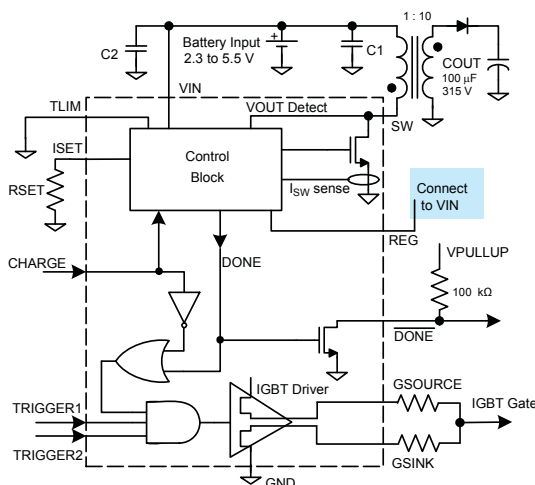 1 : 10
Battery Input
2.3 to 5.5 V
+
C2
C1
COUT
100 µF
315 V
VIN
TLIM
VOUT Detect
SW
ISET
Control
Block
RSET
ISW sense
Connect
to VIN
REG
VPULLUP
DONE
CHARGE
100 kΩ
DONE
IGBT Driver
GSOURCE
TRIGGER1
IGBT Gate
TRIGGER2
GSINK
GND